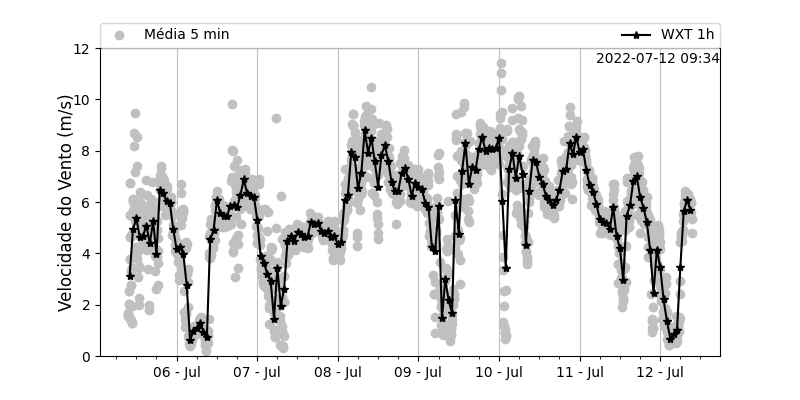 Média 5 min
WXT 1h
2022-07-12 09:34
Velocidade do Vento (m/s)
12
10
8
6
4
2
0
06 - Jul
07 - Jul
08 - Jul
09 - Jul
10 - Jul
11 - Jul
12 - Jul